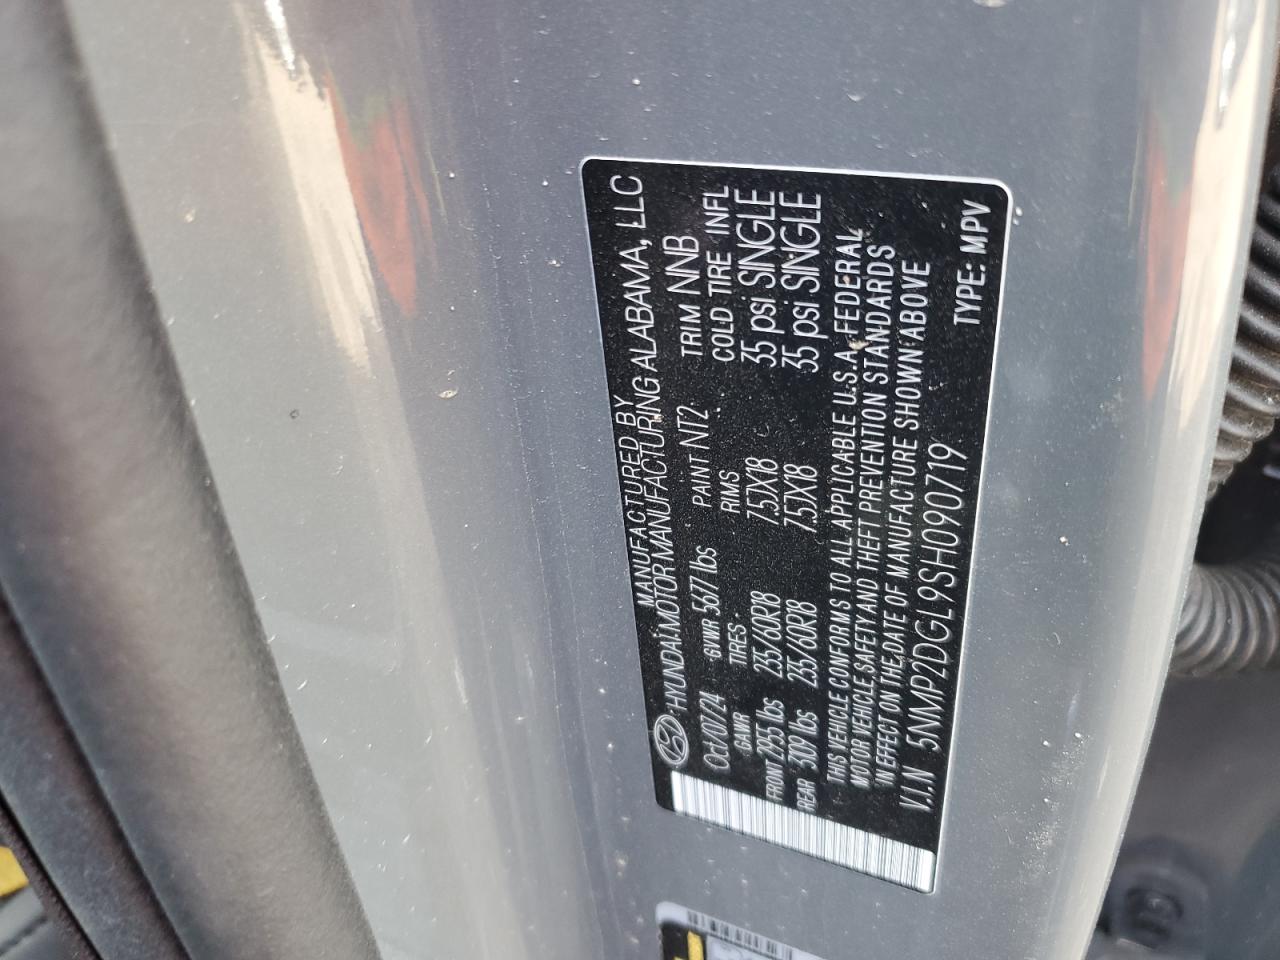 MANUFACTURED BY
HYUNDAI MOTOR MANUFACTURING ALABAMA, LLC
Oct/07/24 GVWR 5677 lbs PAINT NT2 TRIM NNB
GAWR TIRES RIMS COLD TIRE INFL
FRONT 2955 lbs 235/60R18 7.5JX18 35 psi SINGLE
REAR 3109 lbs 235/60R18 7.5JX18 35 psi SINGLE
THIS VEHICLE CONFORMS TO ALL APPLICABLE U.S.A. FEDERAL
MOTOR VEHICLE SAFETY AND THEFT PREVENTION STANDARDS
IN EFFECT ON THE DATE OF MANUFACTURE SHOWN ABOVE
V.I.N 5NMP2DGL9SH090719
TYPE: MPV